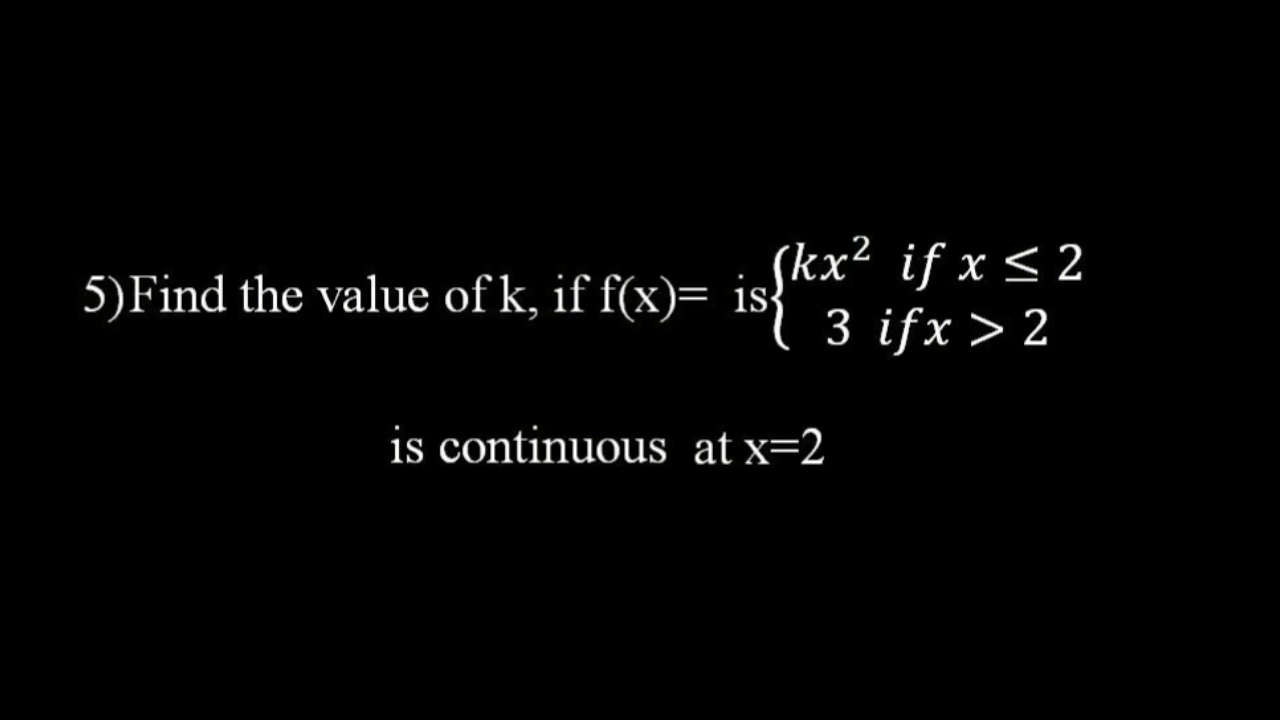 5)Find the value of k, if f(x)= is{kx² if x ≤ 2
3 ifx > 2
is continuous at x=2